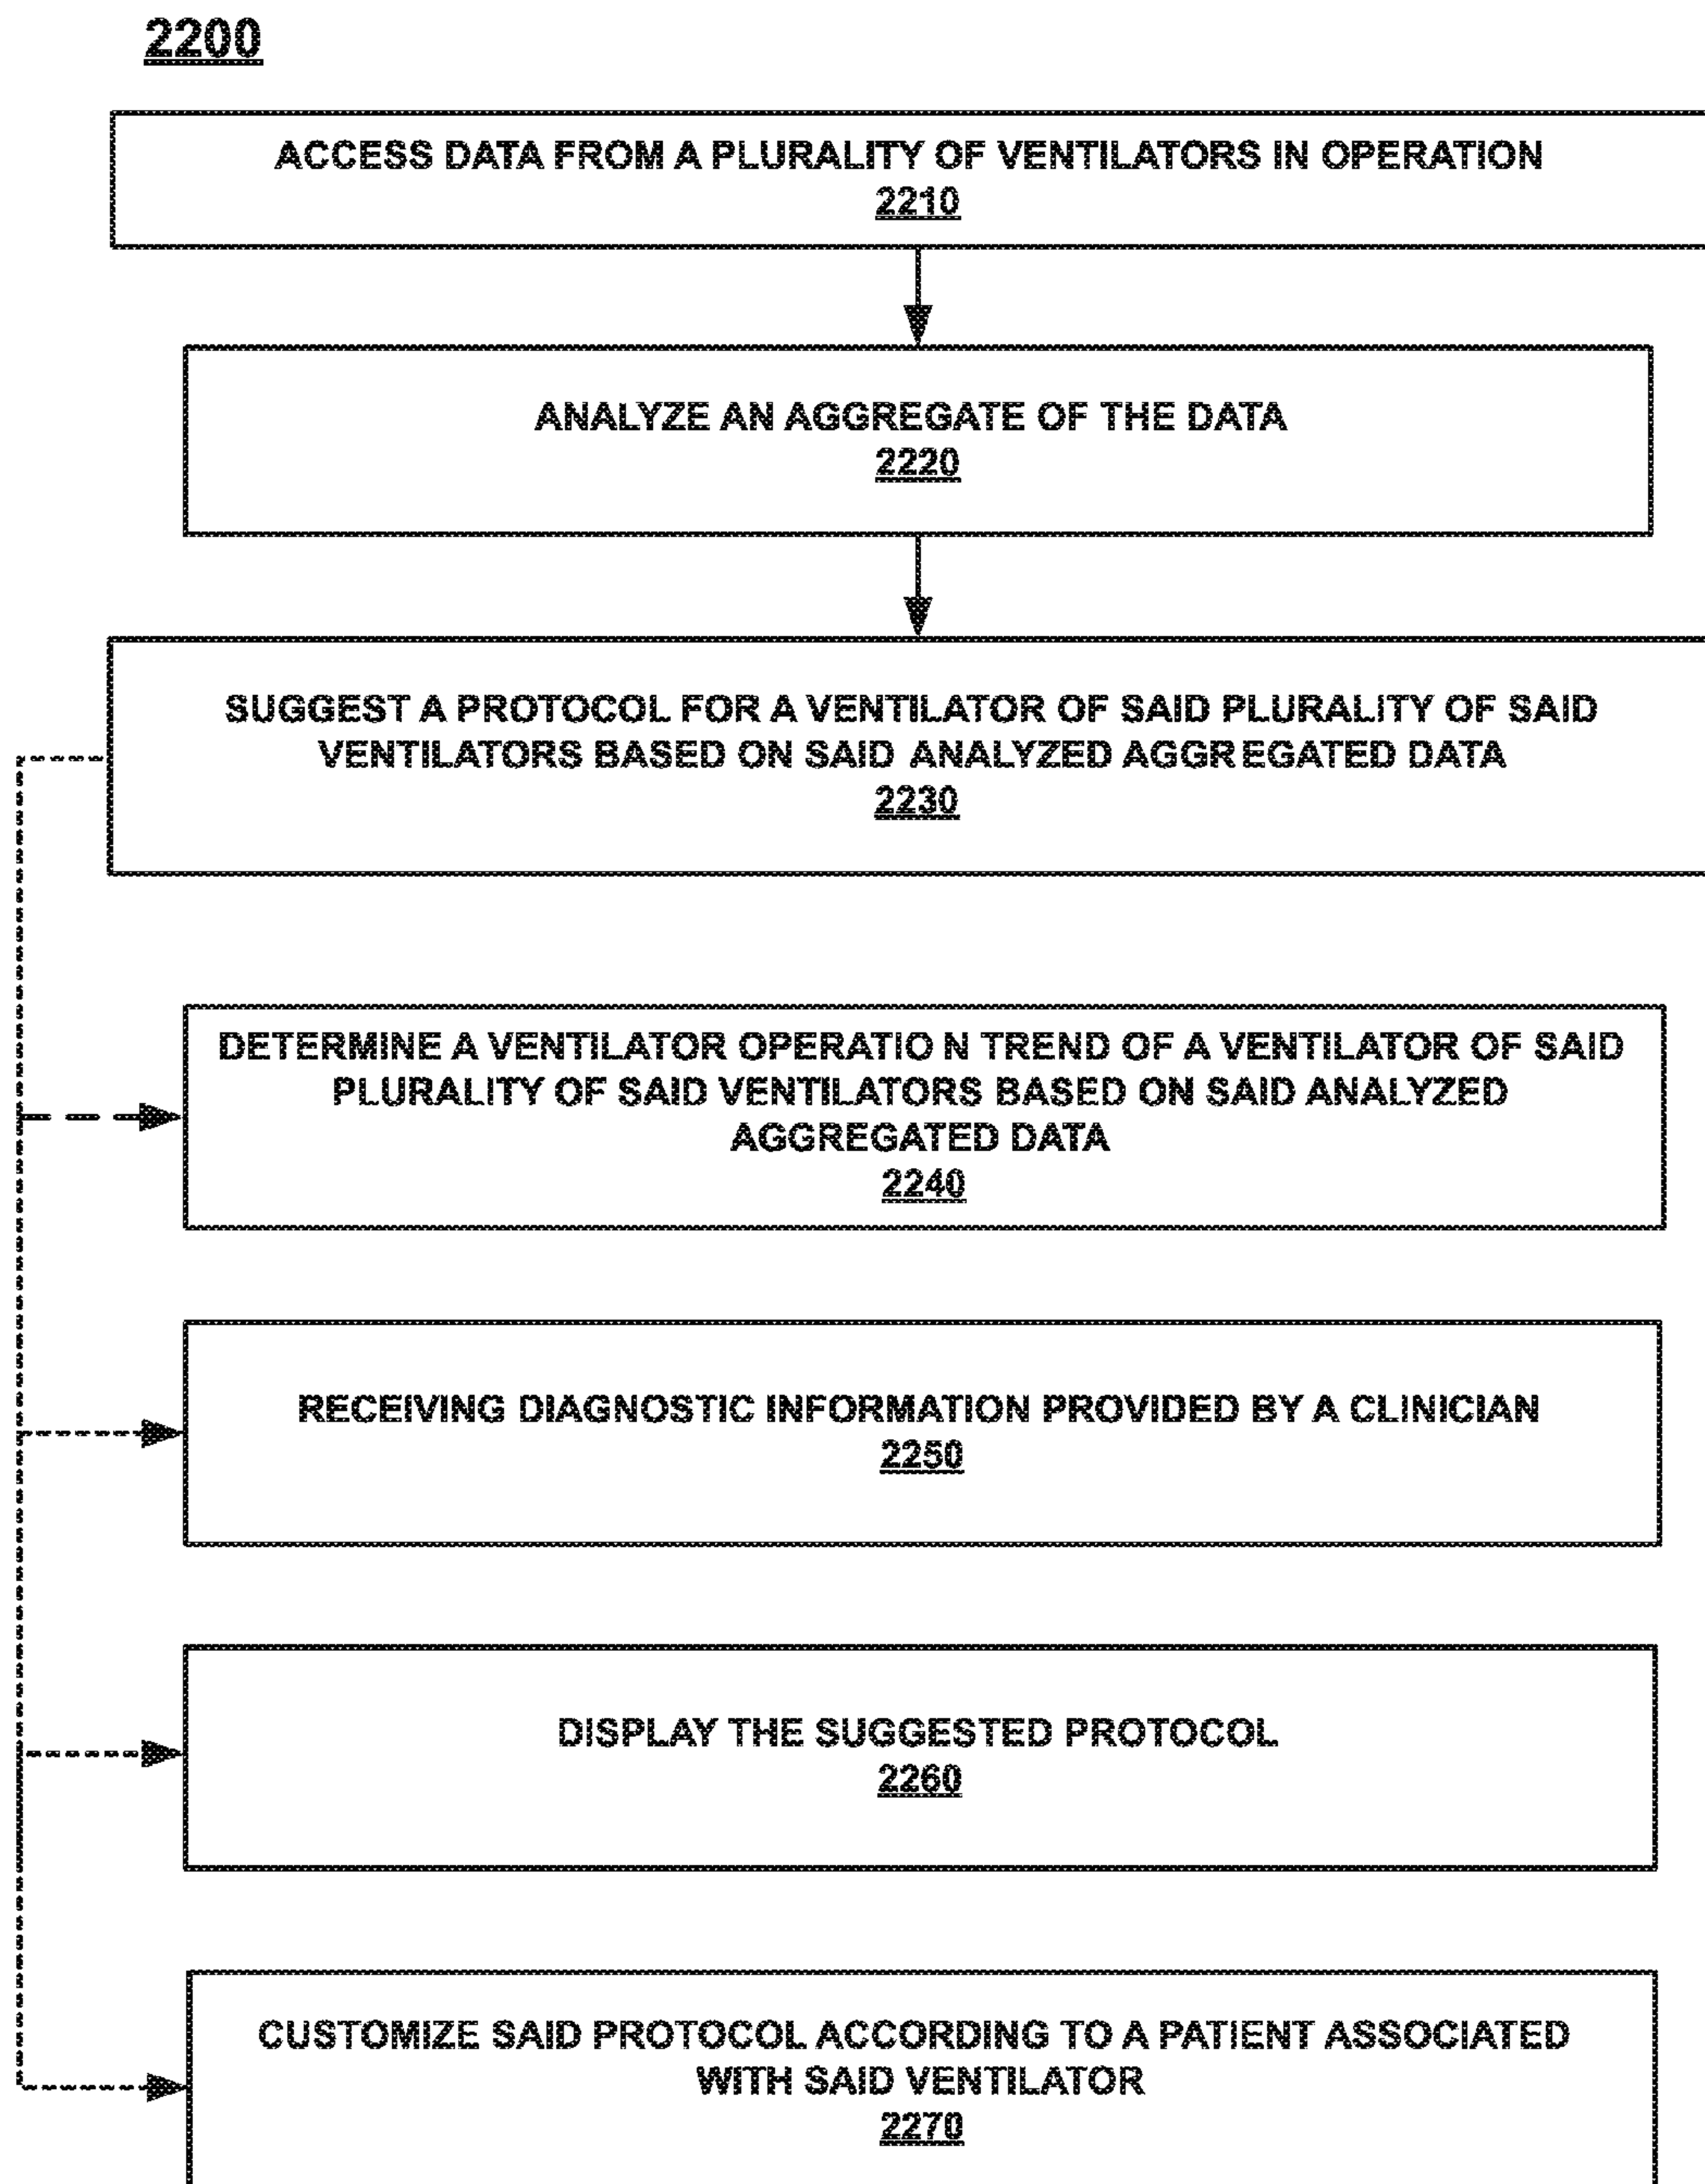 2200
ACCESS DATA FROM A PLURALITY OF VENTILATORS IN OPERATION
2210
ANALYZE AN AGGREGATE OF THE DATA
2220
SUGGEST A PROTOCOL FOR A VENTILATOR OF SAID PLURALITY OF SAID
VENTILATORS BASED ON SAID ANALYZED AGGREGATED DATA
2230
DETERMINE A VENTILATOR OPERATIO N TREND OF A VENTILATOR OF SAID
PLURALITY OF SAID VENTILATORS BASED ON SAID ANALYZED
AGGREGATED DATA
2240
RECEIVING DIAGNOSTIC INFORMATION PROVIDED BY A CLINICIAN
2250
DISPLAY THE SUGGESTED PROTOCOL
2260
CUSTOMIZE SAID PROTOCOL ACCORDING TO A PATIENT ASSOCIATED
WITH SAID VENTILATOR
2270